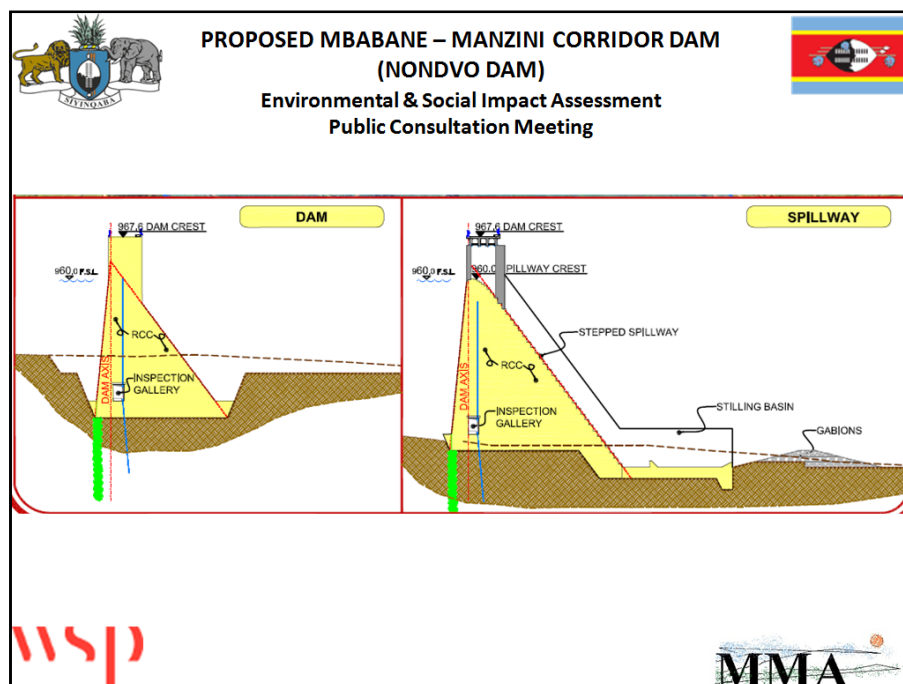 PROPOSED MBABANE – MANZINI CORRIDOR DAM
(NONDVO DAM)
Environmental & Social Impact Assessment
Public Consultation Meeting
SIYINQABA
DAM
967.6 DAM CREST
960.0 F.S.L.
RCC
DAM AXIS
INSPECTION
GALLERY
SPILLWAY
967.6 DAM CREST
960.0 F.S.L.
960.0 PILLWAY CREST
STEPPED SPILLWAY
RCC
DAM AXIS
INSPECTION
GALLERY
STILLING BASIN
GABIONS
wsp
MMA